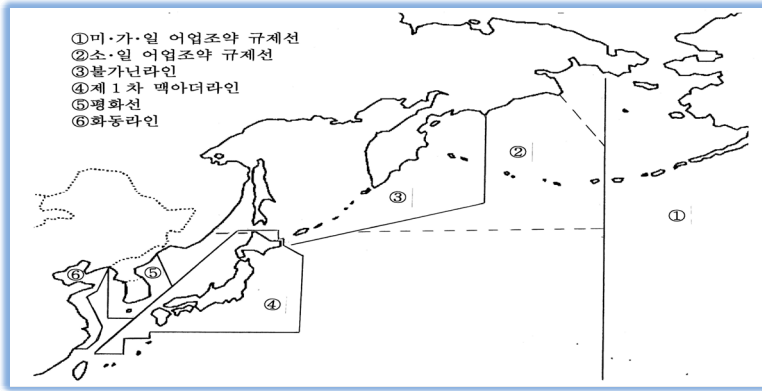 ①미·가·일 어업조약 규제선
②소·일 어업조약 규제선
③불가닌라인
④제1차 맥아더라인
⑤평화선
⑥화동라인
②
③
①
⑥
⑤
④